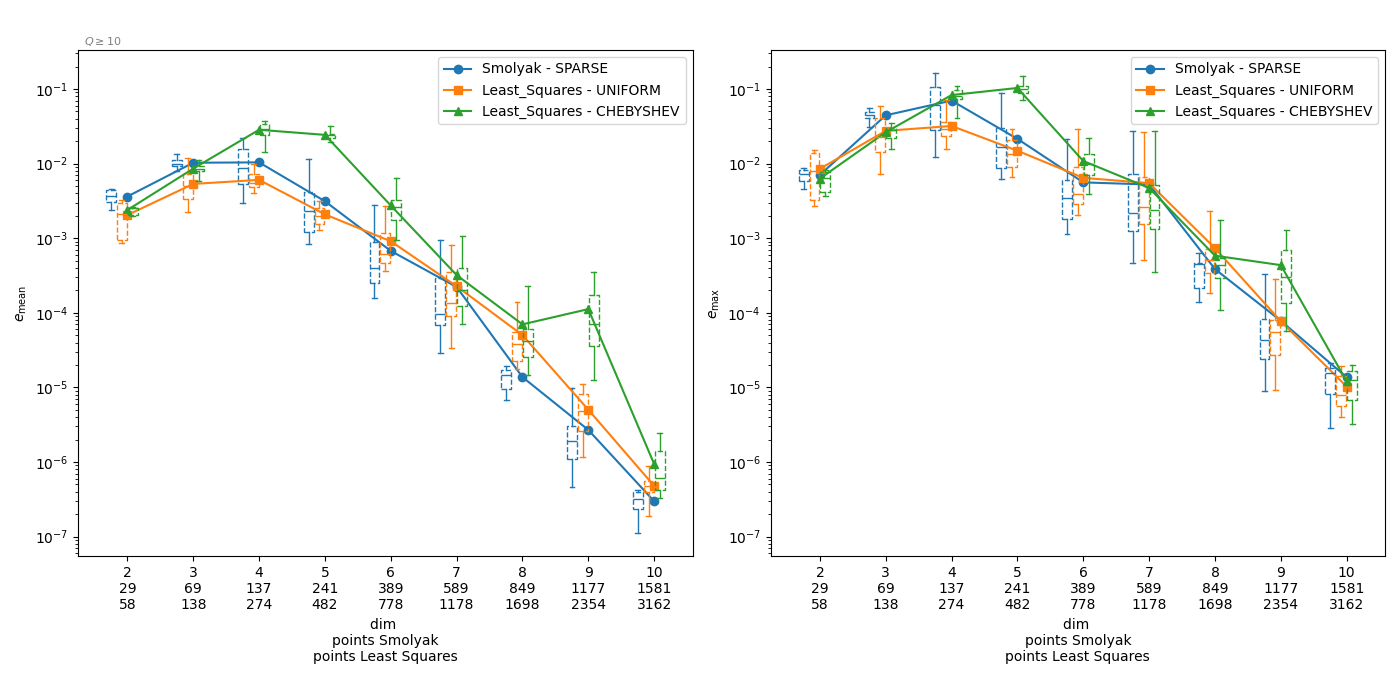 Q ≥ 10
Smolyak - SPARSE
Least_Squares - UNIFORM
Least_Squares - CHEBYSHEV
10⁻¹
10⁻²
10⁻³
10⁻⁴
10⁻⁵
10⁻⁶
10⁻⁷
e_mean
2 3 4 5 6 7 8 9 10
29 69 137 241 389 589 849 1177 1581
58 138 274 482 778 1178 1698 2354 3162
dim
points Smolyak
points Least Squares
Smolyak - SPARSE
Least_Squares - UNIFORM
Least_Squares - CHEBYSHEV
10⁻¹
10⁻²
10⁻³
10⁻⁴
10⁻⁵
10⁻⁶
10⁻⁷
e_max
2 3 4 5 6 7 8 9 10
29 69 137 241 389 589 849 1177 1581
58 138 274 482 778 1178 1698 2354 3162
dim
points Smolyak
points Least Squares